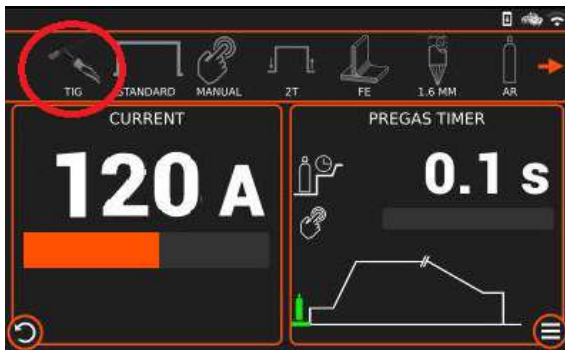 TIG STANDARD MANUAL 2T FE 1.6 MM AR
CURRENT
120 A
PREGAS TIMER
0.1 s